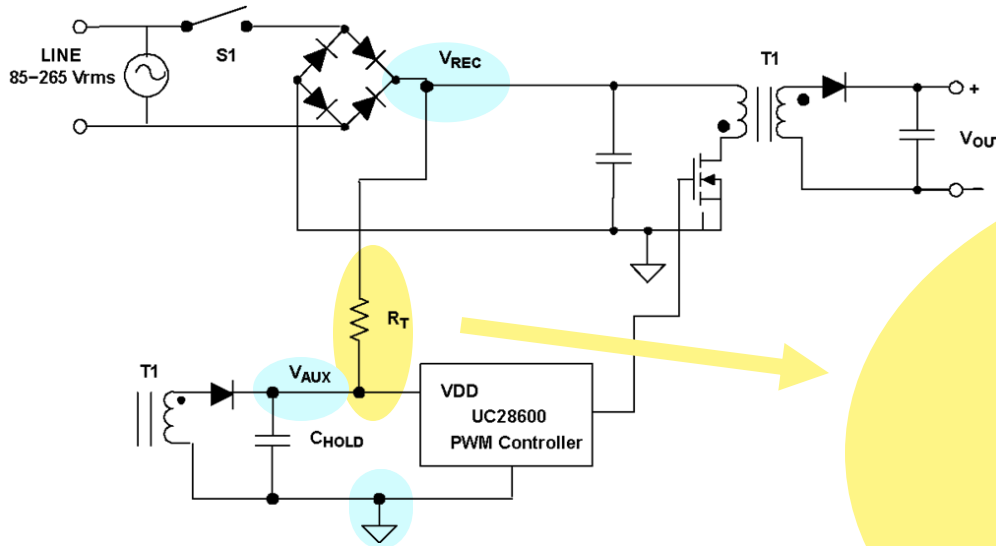 LINE
85−265 Vrms
S1
VREC
T1
+
VOUT
−
RT
T1
VAUX
CHOLD
VDD
UC28600
PWM Controller